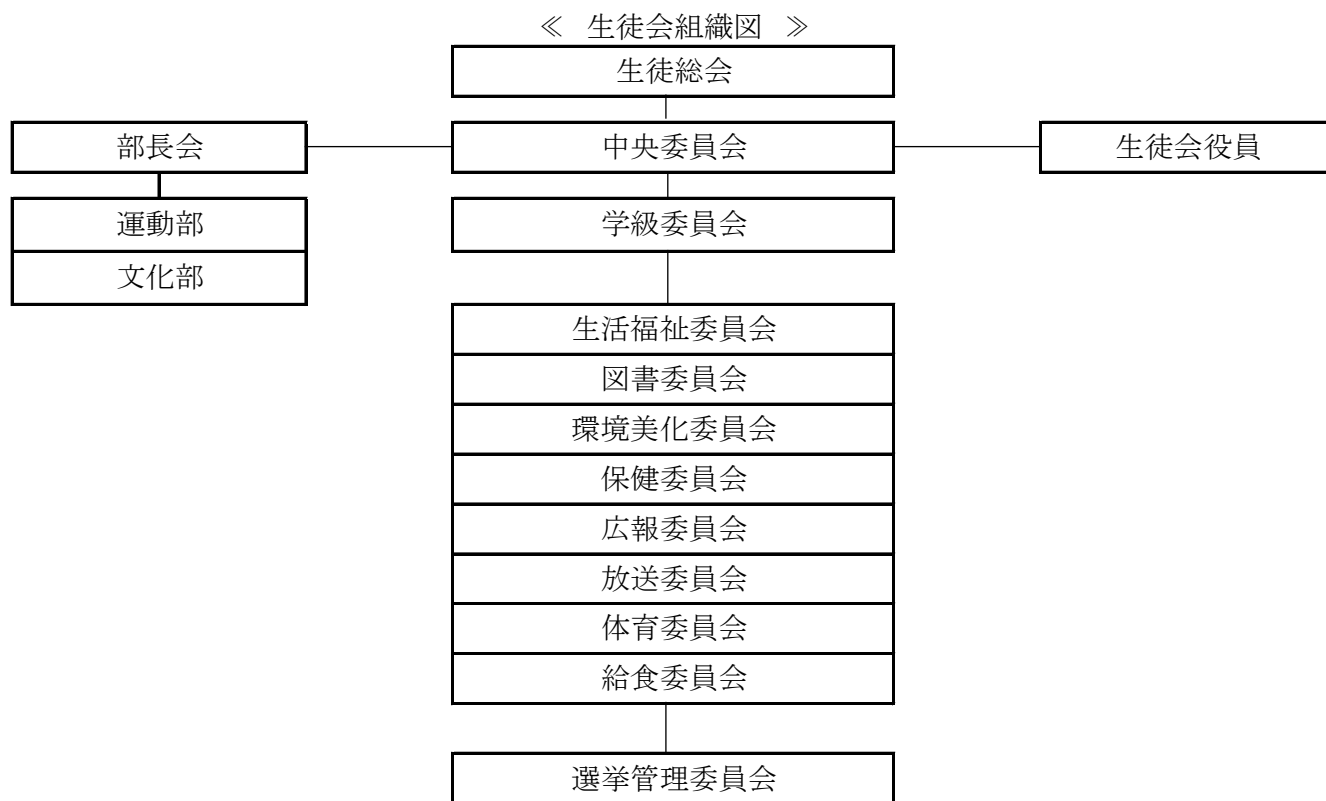 ≪ 生徒会組織図 ≫
生徒総会
部長会
中央委員会
生徒会役員
運動部
学級委員会
文化部
生活福祉委員会
図書委員会
環境美化委員会
保健委員会
広報委員会
放送委員会
体育委員会
給食委員会
選挙管理委員会